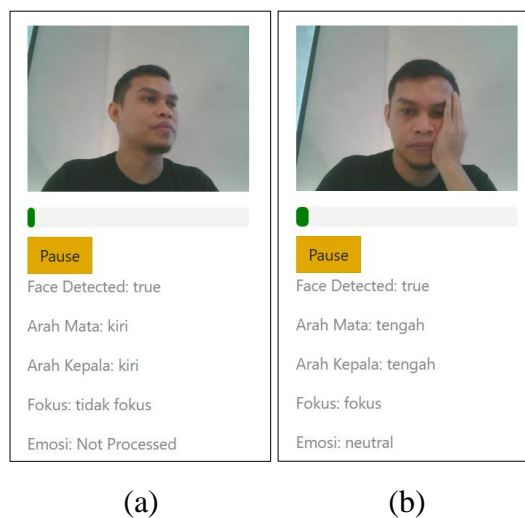 Pause
Face Detected: true
Arah Mata: kiri
Arah Kepala: kiri
Fokus: tidak fokus
Emosi: Not Processed
(a)
Pause
Face Detected: true
Arah Mata: tengah
Arah Kepala: tengah
Fokus: fokus
Emosi: neutral
(b)